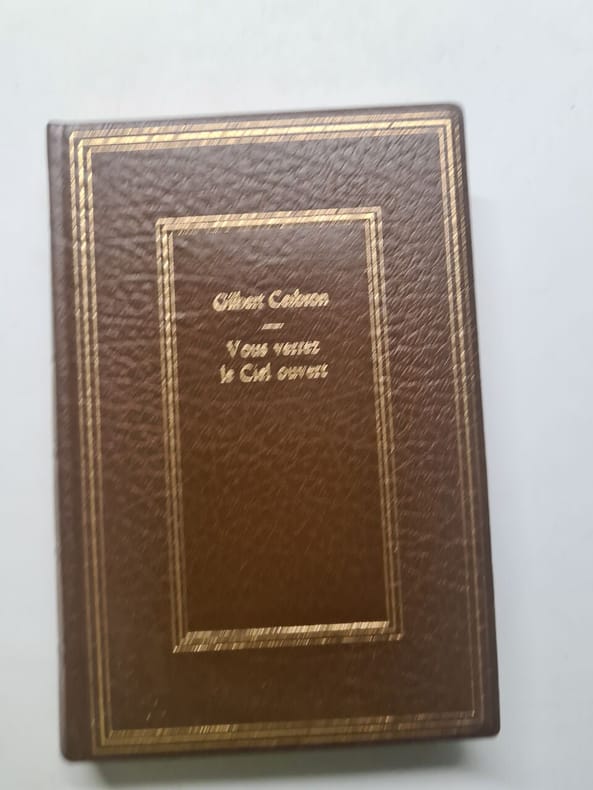 Gilbert Cesbron
Vous verrez
le Ciel ouvert